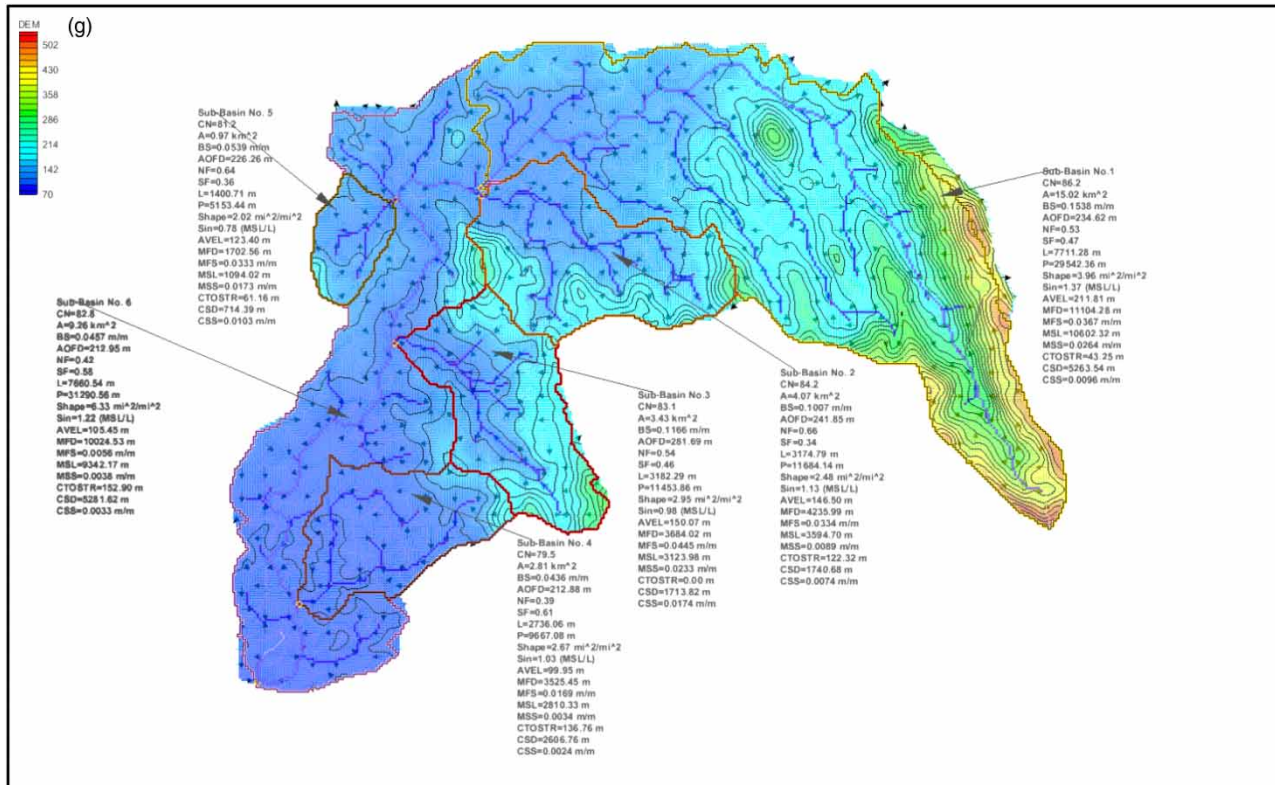 (g)
DEM
502
430
358
286
214
142
70
Sub-Basin No. 5
CN=81.2
A=0.97 km^2
BS=0.0539 m/m
AOFD=226.26 m
NF=0.64
SF=0.36
L=1400.71 m
P=5153.44 m
Shape=2.02 mi^2/mi^2
Sin=0.78 (MSL/L)
AVEL=123.40 m
MFD=1702.56 m
MFS=0.0333 m/m
MSL=1094.02 m
MSS=0.0173 m/m
CTOSTR=61.16 m
CSD=714.39 m
CSS=0.0103 m/m
Sub-Basin No. 6
CN=82.8
A=9.26 km^2
BS=0.0457 m/m
AOFD=212.95 m
NF=0.42
SF=0.58
L=7660.54 m
P=31290.56 m
Shape=6.33 mi^2/mi^2
Sin=1.22 (MSL/L)
AVEL=105.45 m
MFD=10024.53 m
MFS=0.0056 m/m
MSL=9342.17 m
MSS=0.0038 m/m
CTOSTR=152.90 m
CSD=5281.62 m
CSS=0.0033 m/m
Sub-Basin No. 4
CN=79.5
A=2.81 km^2
BS=0.0436 m/m
AOFD=212.88 m
NF=0.39
SF=0.61
L=2736.06 m
P=9667.08 m
Shape=2.67 mi^2/mi^2
Sin=1.03 (MSL/L)
AVEL=99.95 m
MFD=3525.45 m
MFS=0.0169 m/m
MSL=2810.33 m
MSS=0.0034 m/m
CTOSTR=136.76 m
CSD=2606.76 m
CSS=0.0024 m/m
Sub-Basin No.3
CN=83.1
A=3.43 km^2
BS=0.1166 m/m
AOFD=281.69 m
NF=0.54
SF=0.46
L=3182.29 m
P=11453.86 m
Shape=2.95 mi^2/mi^2
Sin=0.98 (MSL/L)
AVEL=150.07 m
MFD=3684.02 m
MFS=0.0445 m/m
MSL=3123.98 m
MSS=0.0233 m/m
CTOSTR=0.00 m
CSD=1713.82 m
CSS=0.0174 m/m
Sub-Basin No. 2
CN=84.2
A=4.07 km^2
BS=0.1007 m/m
AOFD=241.85 m
NF=0.66
SF=0.34
L=3174.79 m
P=11684.14 m
Shape=2.48 mi^2/mi^2
Sin=1.13 (MSL/L)
AVEL=146.50 m
MFD=4235.99 m
MFS=0.0334 m/m
MSL=3594.70 m
MSS=0.0089 m/m
CTOSTR=122.32 m
CSD=1740.68 m
CSS=0.0074 m/m
Sub-Basin No.1
CN=86.2
A=15.02 km^2
BS=0.1538 m/m
AOFD=234.62 m
NF=0.53
SF=0.47
L=7711.28 m
P=29542.36 m
Shape=3.96 mi^2/mi^2
Sin=1.37 (MSL/L)
AVEL=211.81 m
MFD=11104.28 m
MFS=0.0367 m/m
MSL=10602.32 m
MSS=0.0264 m/m
CTOSTR=43.25 m
CSD=5263.54 m
CSS=0.0096 m/m